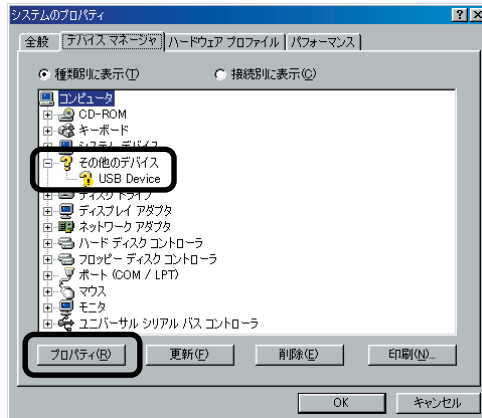 システムのプロパティ
全般 デバイス マネージャ ハードウェア プロファイル パフォーマンス
種類別に表示(T) 接続別に表示(C)
コンピュータ
CD-ROM
キーボード
システム デバイス
その他のデバイス
USB Device
ディスク ドライブ
ディスプレイ アダプタ
ネットワーク アダプタ
ハード ディスク コントローラ
フロッピー ディスク コントローラ
ポート (COM / LPT)
マウス
モニタ
ユニバーサル シリアル バス コントローラ
プロパティ(R) 更新(F) 削除(E) 印刷(N)...
OK キャンセル